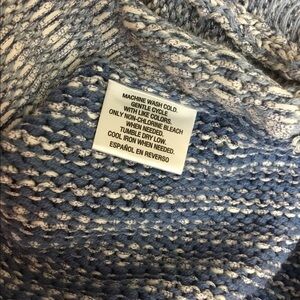 MACHINE WASH COLD.
GENTLE CYCLE
WITH LIKE COLORS.
ONLY NON-CHLORINE BLEACH
WHEN NEEDED.
TUMBLE DRY LOW.
COOL IRON WHEN NEEDED.
ESPAÑOL EN REVERSO